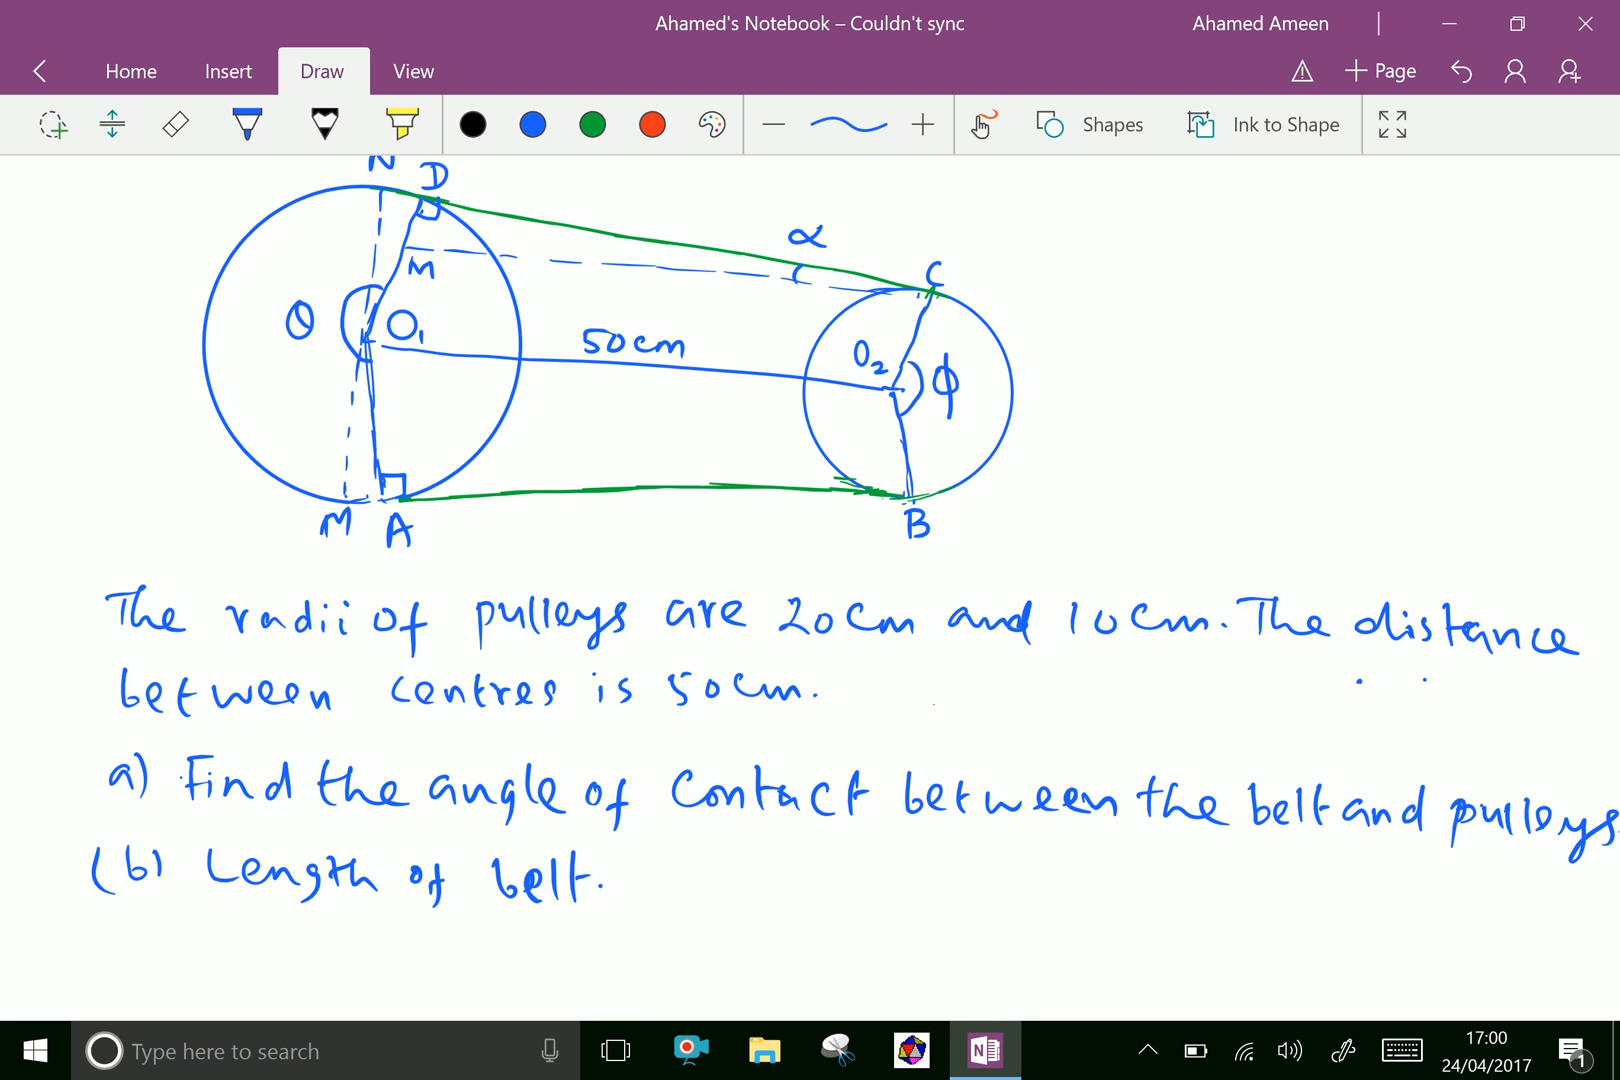 Ahamed's Notebook – Couldn't sync
Ahamed Ameen
Home Insert Draw View
Page
Shapes Ink to Shape
N D
α
M
C
θ O₁
50cm
O₂ ϕ
M A
B
The radii of pulleys are 20cm and 10cm. The distance
between centres is 50cm.
a) Find the angle of contact between the belt and pulleys
(b) Length of belt.
Type here to search
17:00
24/04/2017
1